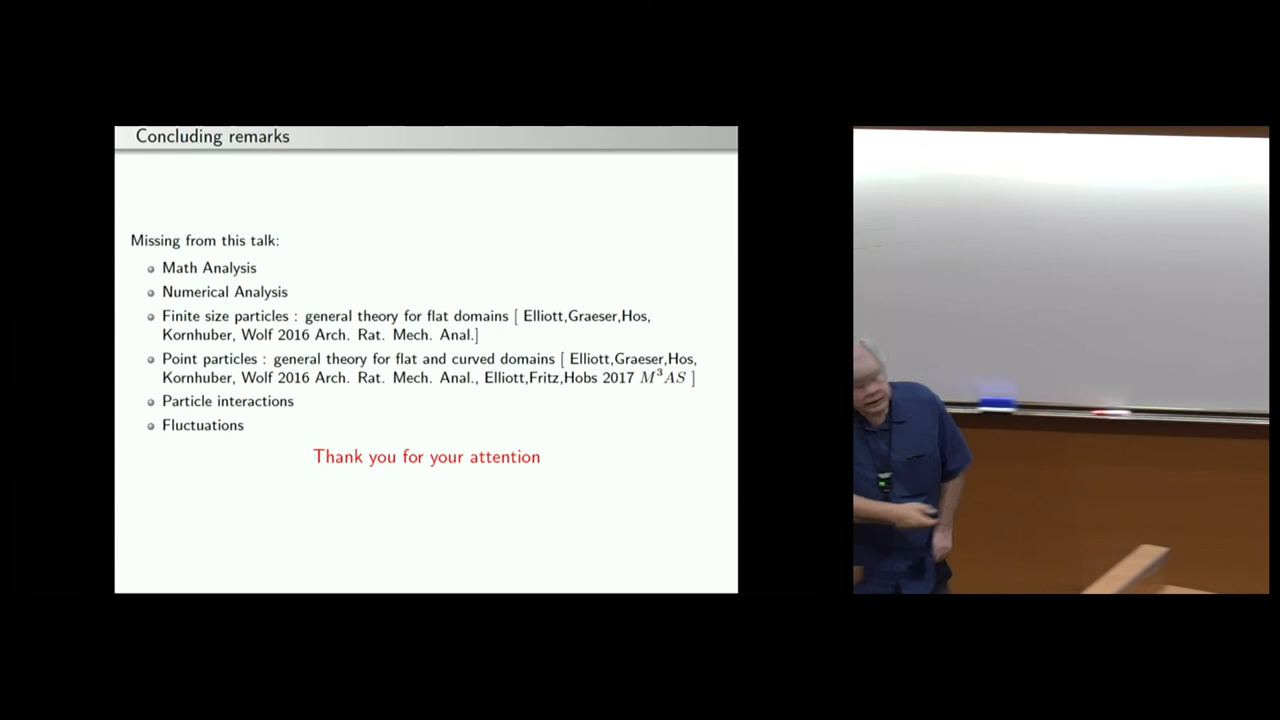 Concluding remarks
Missing from this talk:
Math Analysis
Numerical Analysis
Finite size particles : general theory for flat domains [ Elliott,Graeser,Hos,
Kornhuber, Wolf 2016 Arch. Rat. Mech. Anal.]
Point particles : general theory for flat and curved domains [ Elliott,Graeser,Hos,
Kornhuber, Wolf 2016 Arch. Rat. Mech. Anal., Elliott,Fritz,Hobs 2017 M³AS ]
Particle interactions
Fluctuations
Thank you for your attention